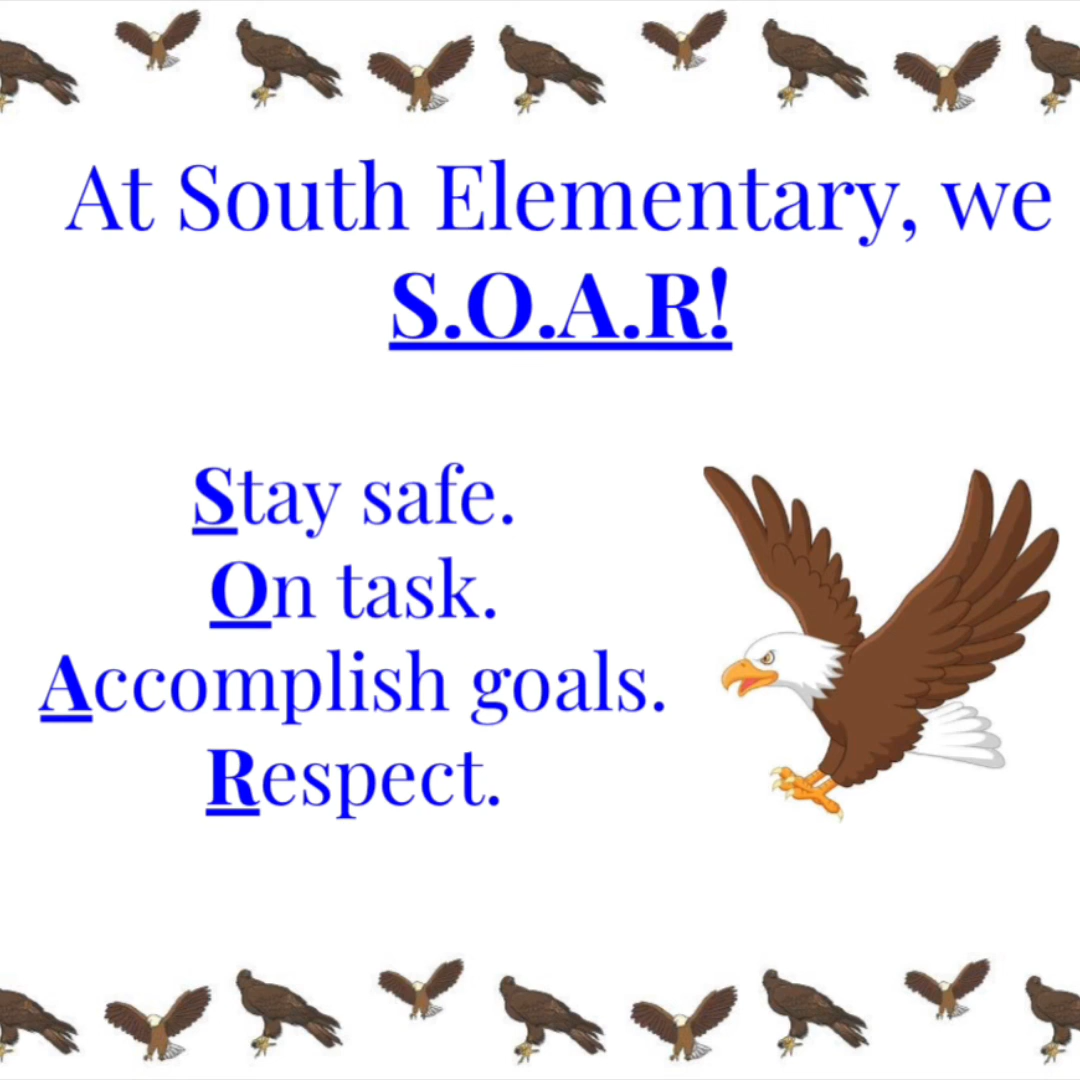 At South Elementary, we
S.O.A.R!
Stay safe.
On task.
Accomplish goals.
Respect.